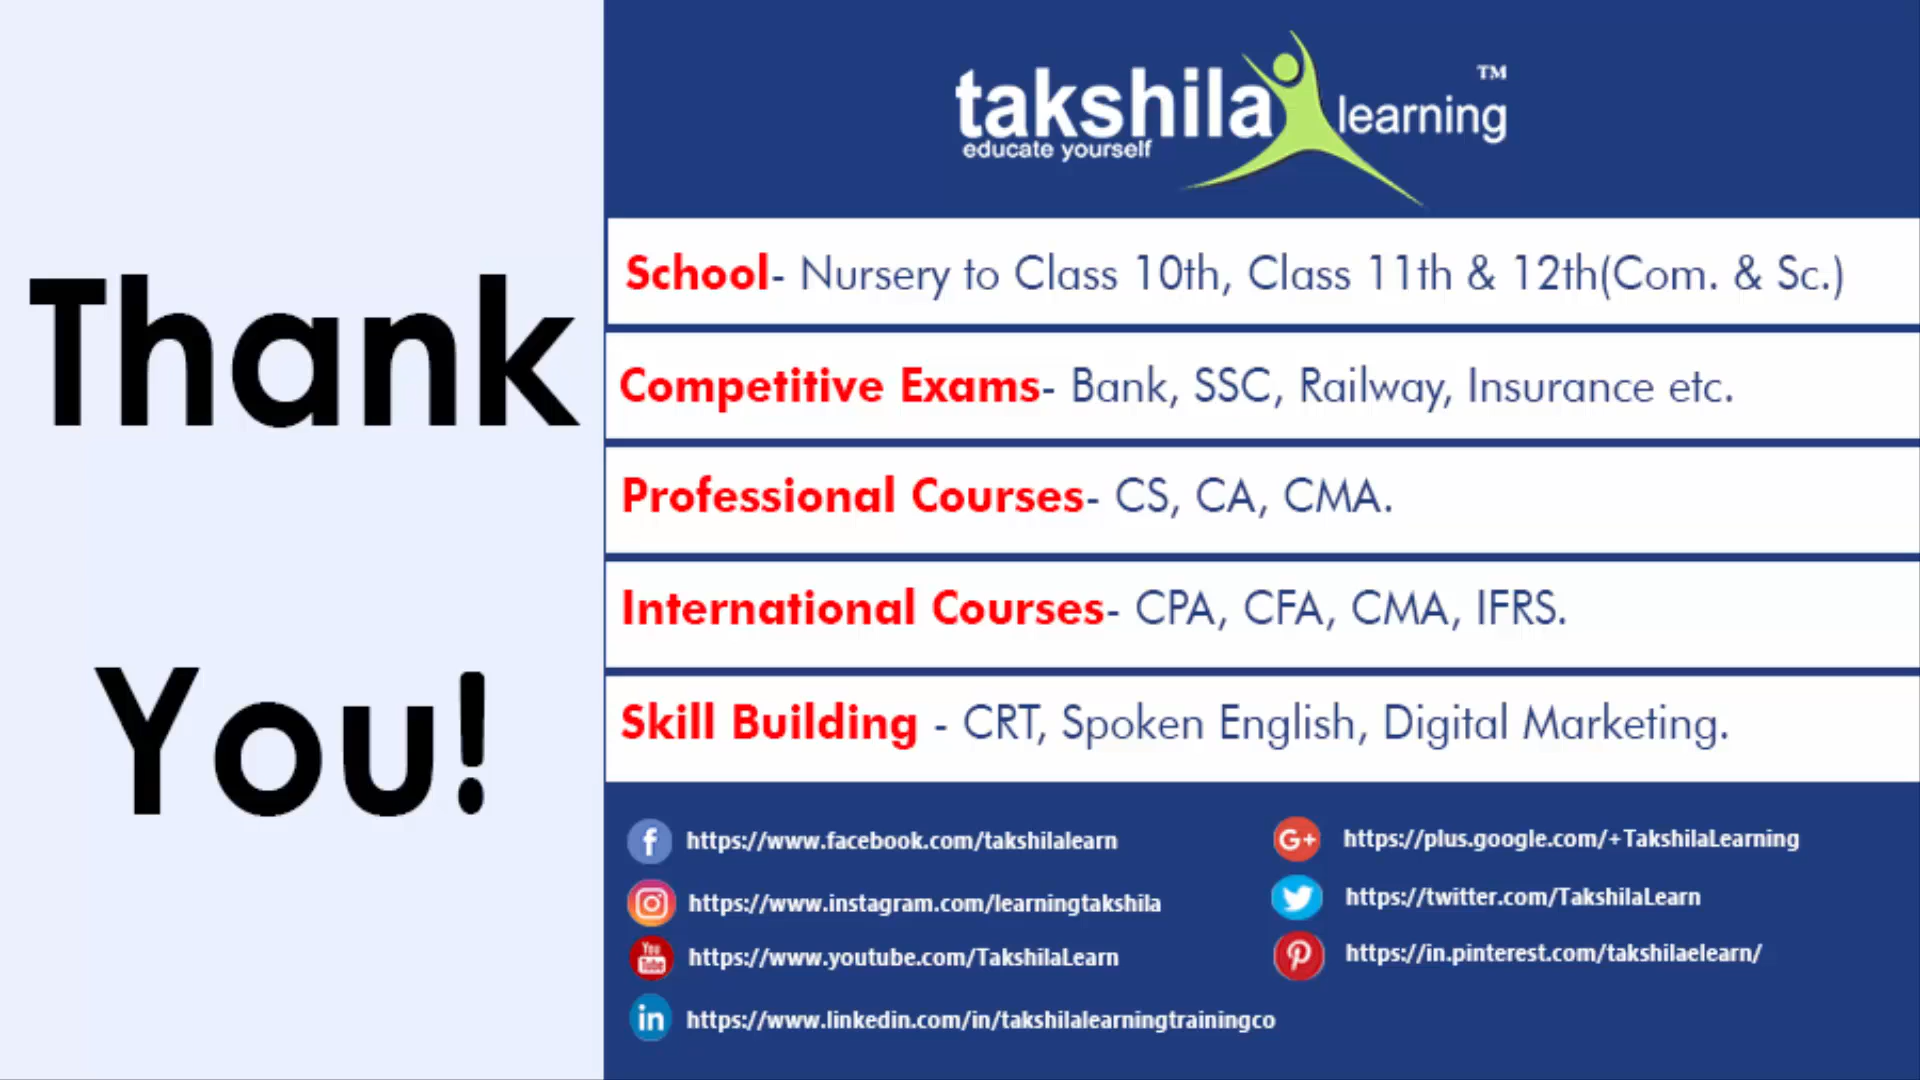 Thank
You!
takshila learning ™
educate yourself
School- Nursery to Class 10th, Class 11th & 12th(Com. & Sc.)
Competitive Exams- Bank, SSC, Railway, Insurance etc.
Professional Courses- CS, CA, CMA.
International Courses- CPA, CFA, CMA, IFRS.
Skill Building - CRT, Spoken English, Digital Marketing.
f https://www.facebook.com/takshilalearn
https://www.instagram.com/learningtakshila
You Tube https://www.youtube.com/TakshilaLearn
in https://www.linkedin.com/in/takshilalearningtrainingco
G+ https://plus.google.com/+TakshilaLearning
https://twitter.com/TakshilaLearn
https://in.pinterest.com/takshilaelearn/